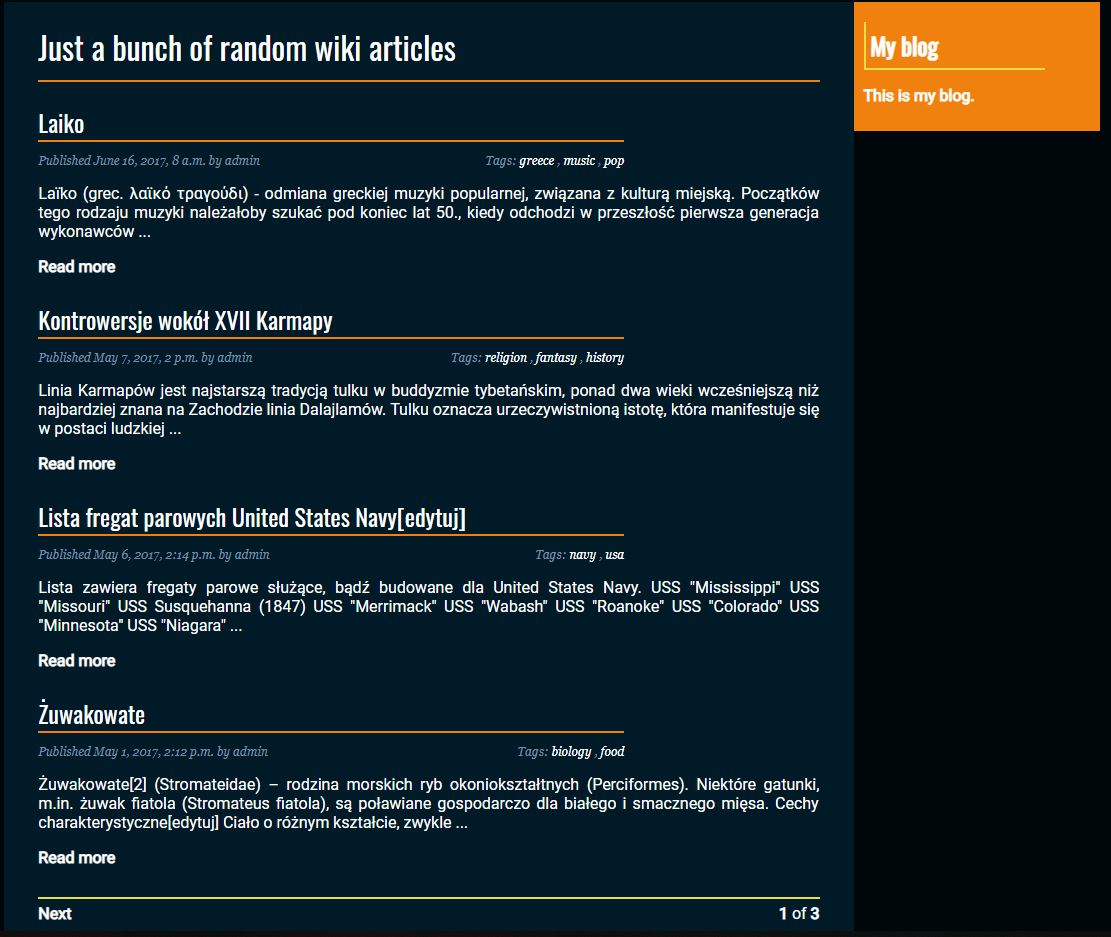 Just a bunch of random wiki articles
Laiko
Published June 16, 2017, 8 a.m. by admin
Tags: greece , music , pop
Laïko (grec. λαϊκό τραγούδι) - odmiana greckiej muzyki popularnej, związana z kulturą miejską. Początków
tego rodzaju muzyki należałoby szukać pod koniec lat 50., kiedy odchodzi w przeszłość pierwsza generacja
wykonawców ...
Read more
Kontrowersje wokół XVII Karmapy
Published May 7, 2017, 2 p.m. by admin
Tags: religion , fantasy , history
Linia Karmapów jest najstarszą tradycją tulku w buddyzmie tybetańskim, ponad dwa wieki wcześniejszą niż
najbardziej znana na Zachodzie linia Dalajlamów. Tulku oznacza urzeczywistnioną istotę, która manifestuje się
w postaci ludzkiej ...
Read more
Lista fregat parowych United States Navy[edytuj]
Published May 6, 2017, 2:14 p.m. by admin
Tags: navy , usa
Lista zawiera fregaty parowe służące, bądź budowane dla United States Navy. USS "Mississippi" USS
"Missouri" USS Susquehanna (1847) USS "Merrimack" USS "Wabash" USS "Roanoke" USS "Colorado" USS
"Minnesota" USS "Niagara" ...
Read more
Żuwakowate
Published May 1, 2017, 2:12 p.m. by admin
Tags: biology , food
Żuwakowate[2] (Stromateidae) – rodzina morskich ryb okoniokształtnych (Perciformes). Niektóre gatunki,
m.in. żuwak fiatola (Stromateus fiatola), są poławiane gospodarczo dla białego i smacznego mięsa. Cechy
charakterystyczne[edytuj] Ciało o różnym kształcie, zwykle ...
Read more
Next
1 of 3
My blog
This is my blog.